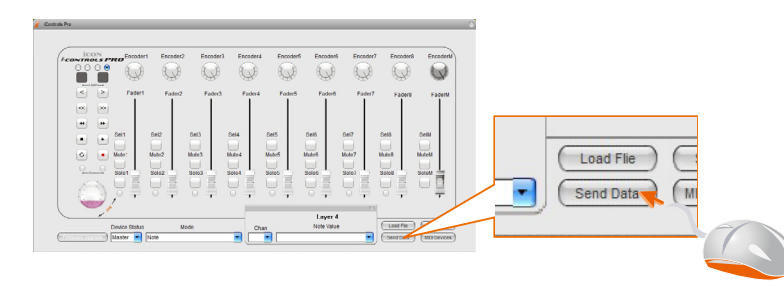 iControls Pro
icon
i-CONTROLS PRO
Encoder1 Encoder2 Encoder3 Encoder4 Encoder5 Encoder6 Encoder7 Encoder8 EncoderM
Fader1 Fader2 Fader3 Fader4 Fader5 Fader6 Fader7 Fader8 FaderM
Sel1 Sel2 Sel3 Sel4 Sel5 Sel6 Sel7 Sel8 SelM
Mute1 Mute2 Mute3 Mute4 Mute5 Mute6 Mute7 Mute8 MuteM
Solo1 Solo2 Solo3 Solo4 Solo5 Solo6 Solo7 Solo8 SoloM
Layer 4
Device Status Mode Chan Note Value
Master Note
Load Flie
Send Data MIDI Devices
Load Flie S
Send Data MI